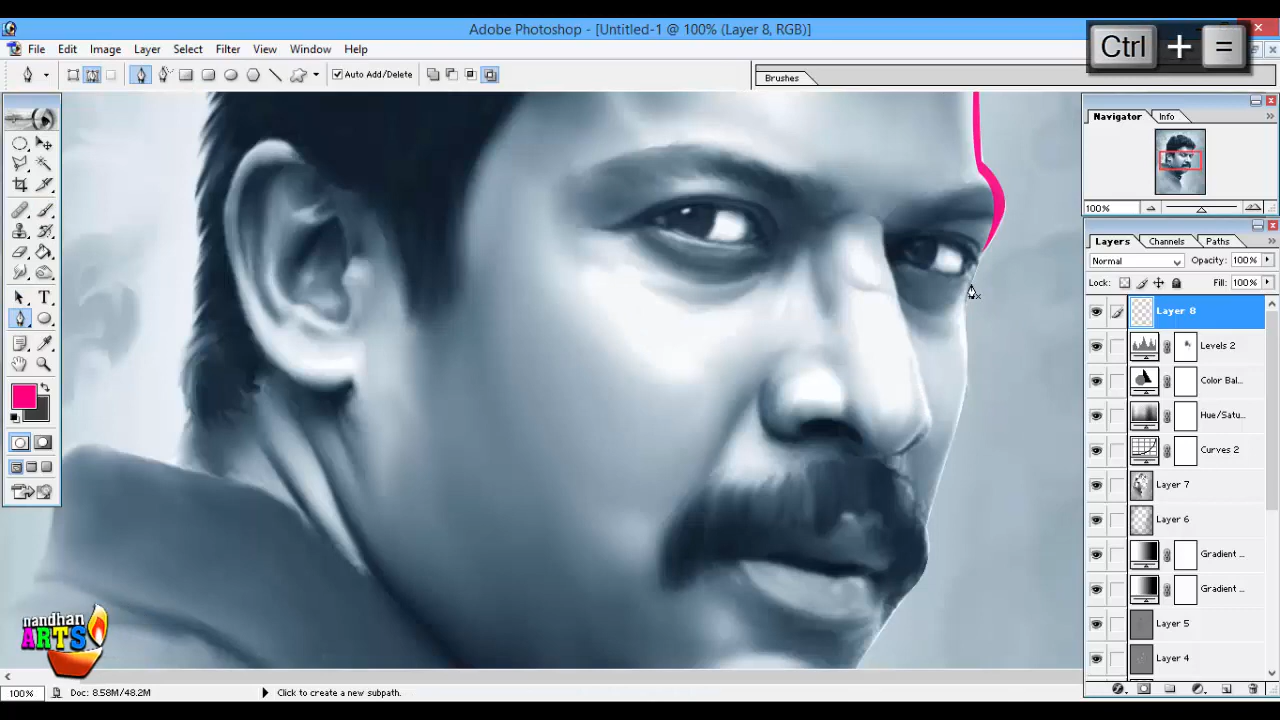 Adobe Photoshop - [Untitled-1 @ 100% (Layer 8, RGB)]
Ctrl + =
File Edit Image Layer Select Filter View Window Help
Auto Add/Delete
Brushes
Navigator Info
100%
Layers Channels Paths
Normal Opacity: 100%
Lock: Fill: 100%
Layer 8
Levels 2
Color Bal...
Hue/Satu...
Curves 2
Layer 7
Layer 6
Gradient ...
Gradient ...
Layer 5
Layer 4
nandhan
ARTS
100% Doc: 8.58M/48.2M Click to create a new subpath.